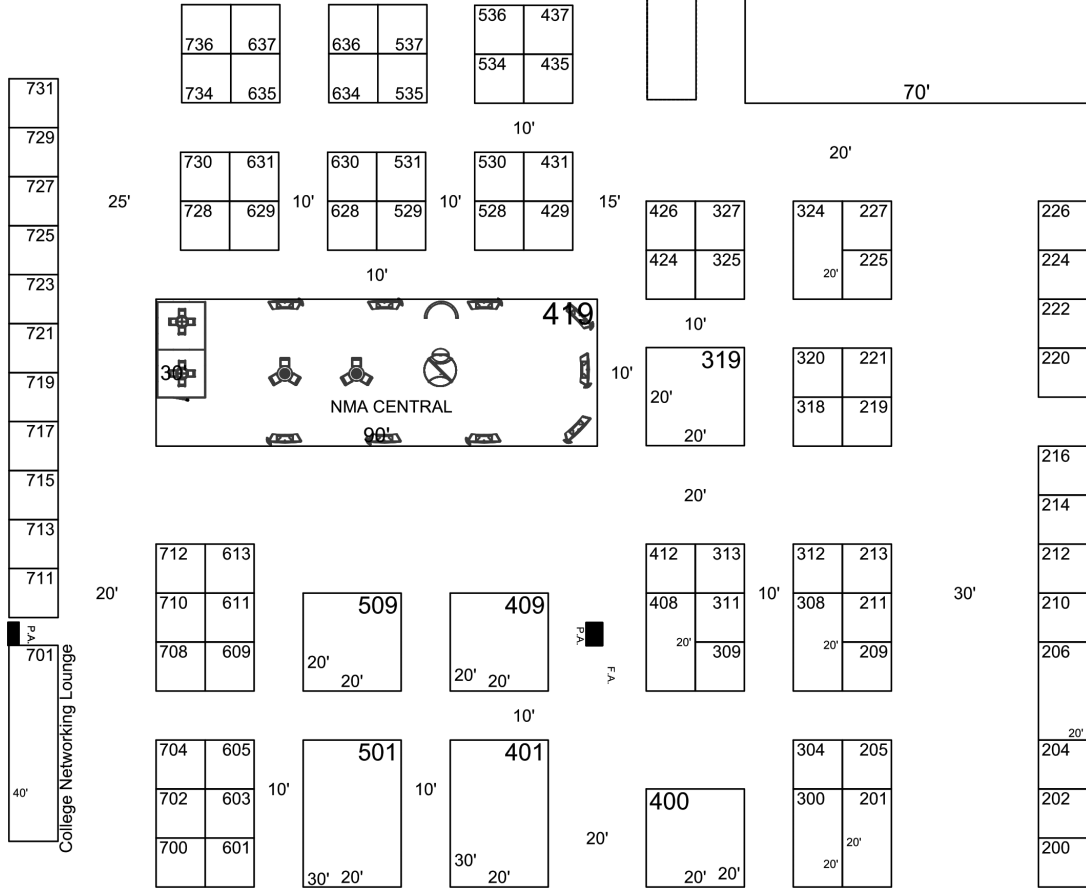 536 437
736 637 636 537
534 435
731
734 635 634 535
70'
10'
729
20'
730 631 630 531 530 431
727
25' 10' 10' 15'
728 629 628 529 528 429 426 327 324 227 226
725
424 325 225 224
10' 20'
723
419
222
721
10'
320 221 220
319
719
30' 10'
20'
NMA CENTRAL
318 219
717
90' 20'
216
715
20'
214
713
712 613 412 313 312 213 212
711
20' 10' 30'
710 611 509 409 408 311 308 211 210
P.A. P.A.
20' 20'
701
708 609 309 209 206
20' 20' F.A.
20' 20'
College Networking Lounge
10'
20'
704 605 501 401 304 205 204
40' 10' 10'
702 603 400 300 201 202
20' 20'
700 601 200
30' 20'
30' 20' 20' 20' 20'